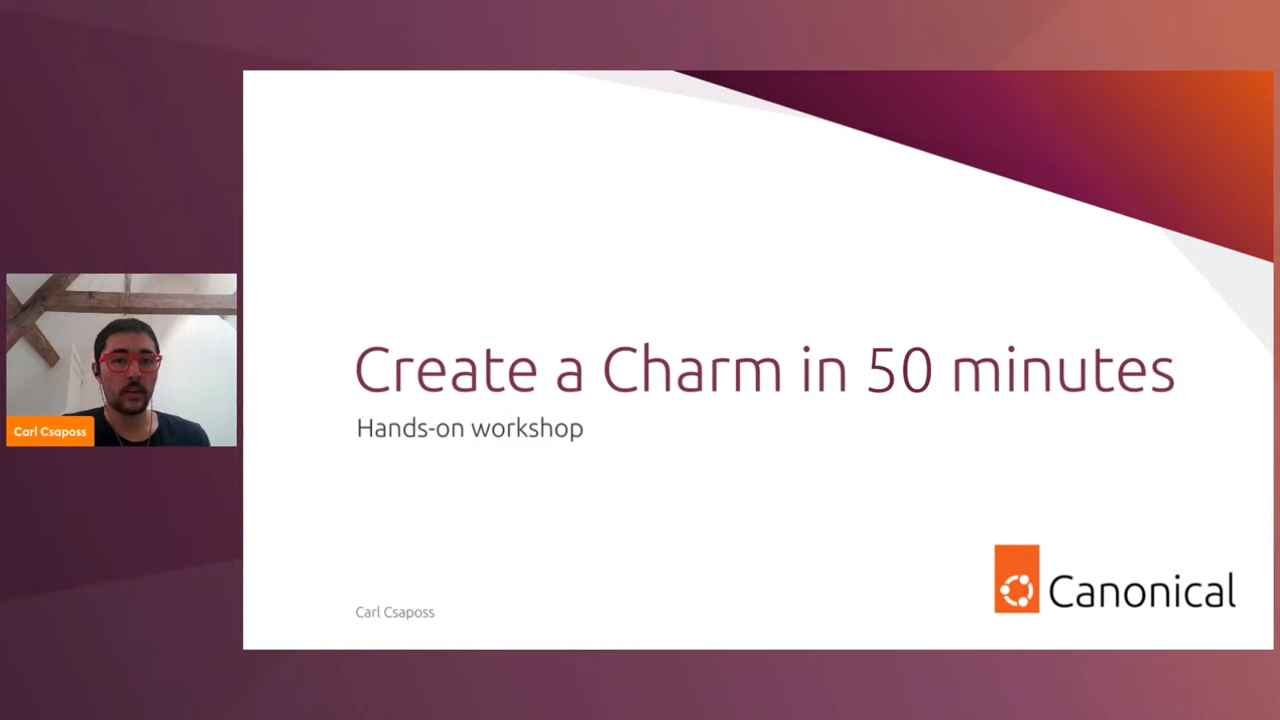 Create a Charm in 50 minutes
Hands-on workshop
Carl Csaposs
Carl Csaposs
Canonical